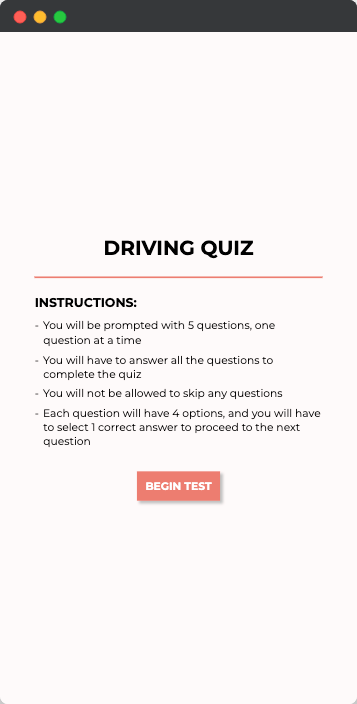 DRIVING QUIZ
INSTRUCTIONS:
- You will be prompted with 5 questions, one
question at a time
- You will have to answer all the questions to
complete the quiz
- You will not be allowed to skip any questions
- Each question will have 4 options, and you will have
to select 1 correct answer to proceed to the next
question
BEGIN TEST